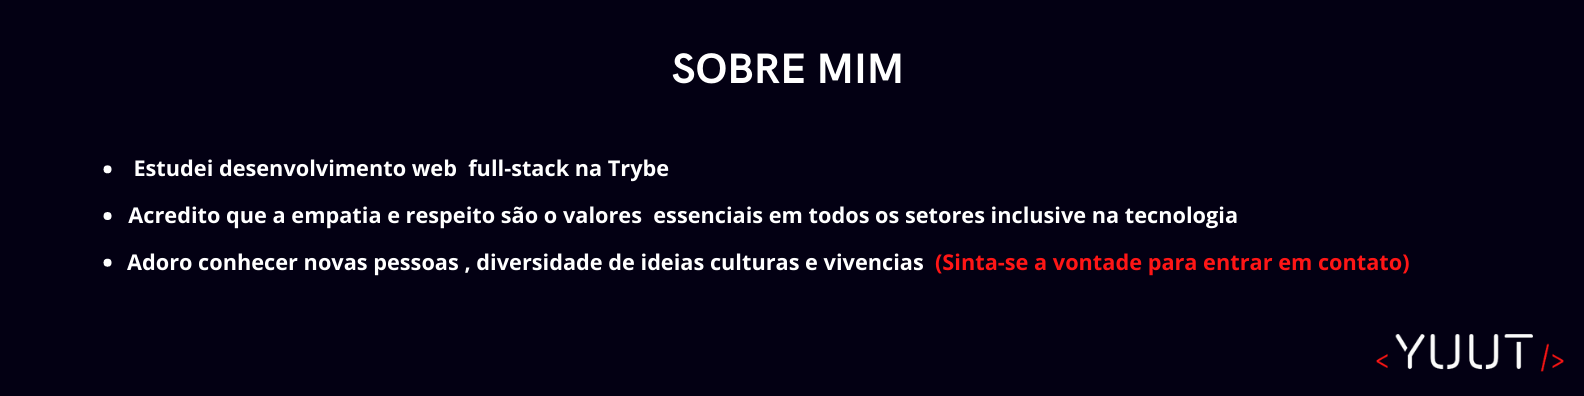 SOBRE MIM
• Estudei desenvolvimento web full-stack na Trybe
• Acredito que a empatia e respeito são o valores essenciais em todos os setores inclusive na tecnologia
• Adoro conhecer novas pessoas , diversidade de ideias culturas e vivencias (Sinta-se a vontade para entrar em contato)
<YUUT/>